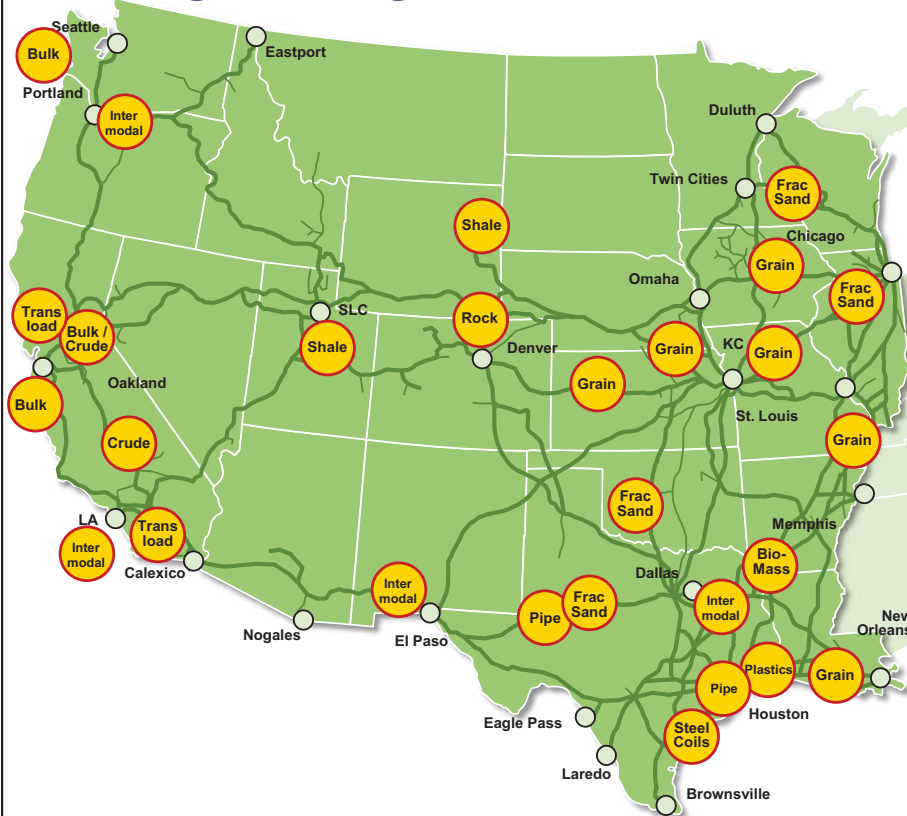 Seattle
Bulk
Eastport
Portland
Inter
modal
Duluth
Twin Cities
Frac
Sand
Shale
Chicago
Grain
Omaha
Frac
Sand
Trans
load
Bulk /
Crude
SLC
Shale
Rock
Denver
Grain
KC
Grain
Oakland
Grain
Bulk
St. Louis
Crude
Grain
Frac
Sand
LA
Trans
load
Memphis
Inter
modal
Calexico
Bio-
Mass
Dallas
Inter
modal
Pipe
Frac
Sand
Inter
modal
Nogales
El Paso
New
Orleans
Plastics
Grain
Pipe
Houston
Eagle Pass
Steel
Coils
Laredo
Brownsville